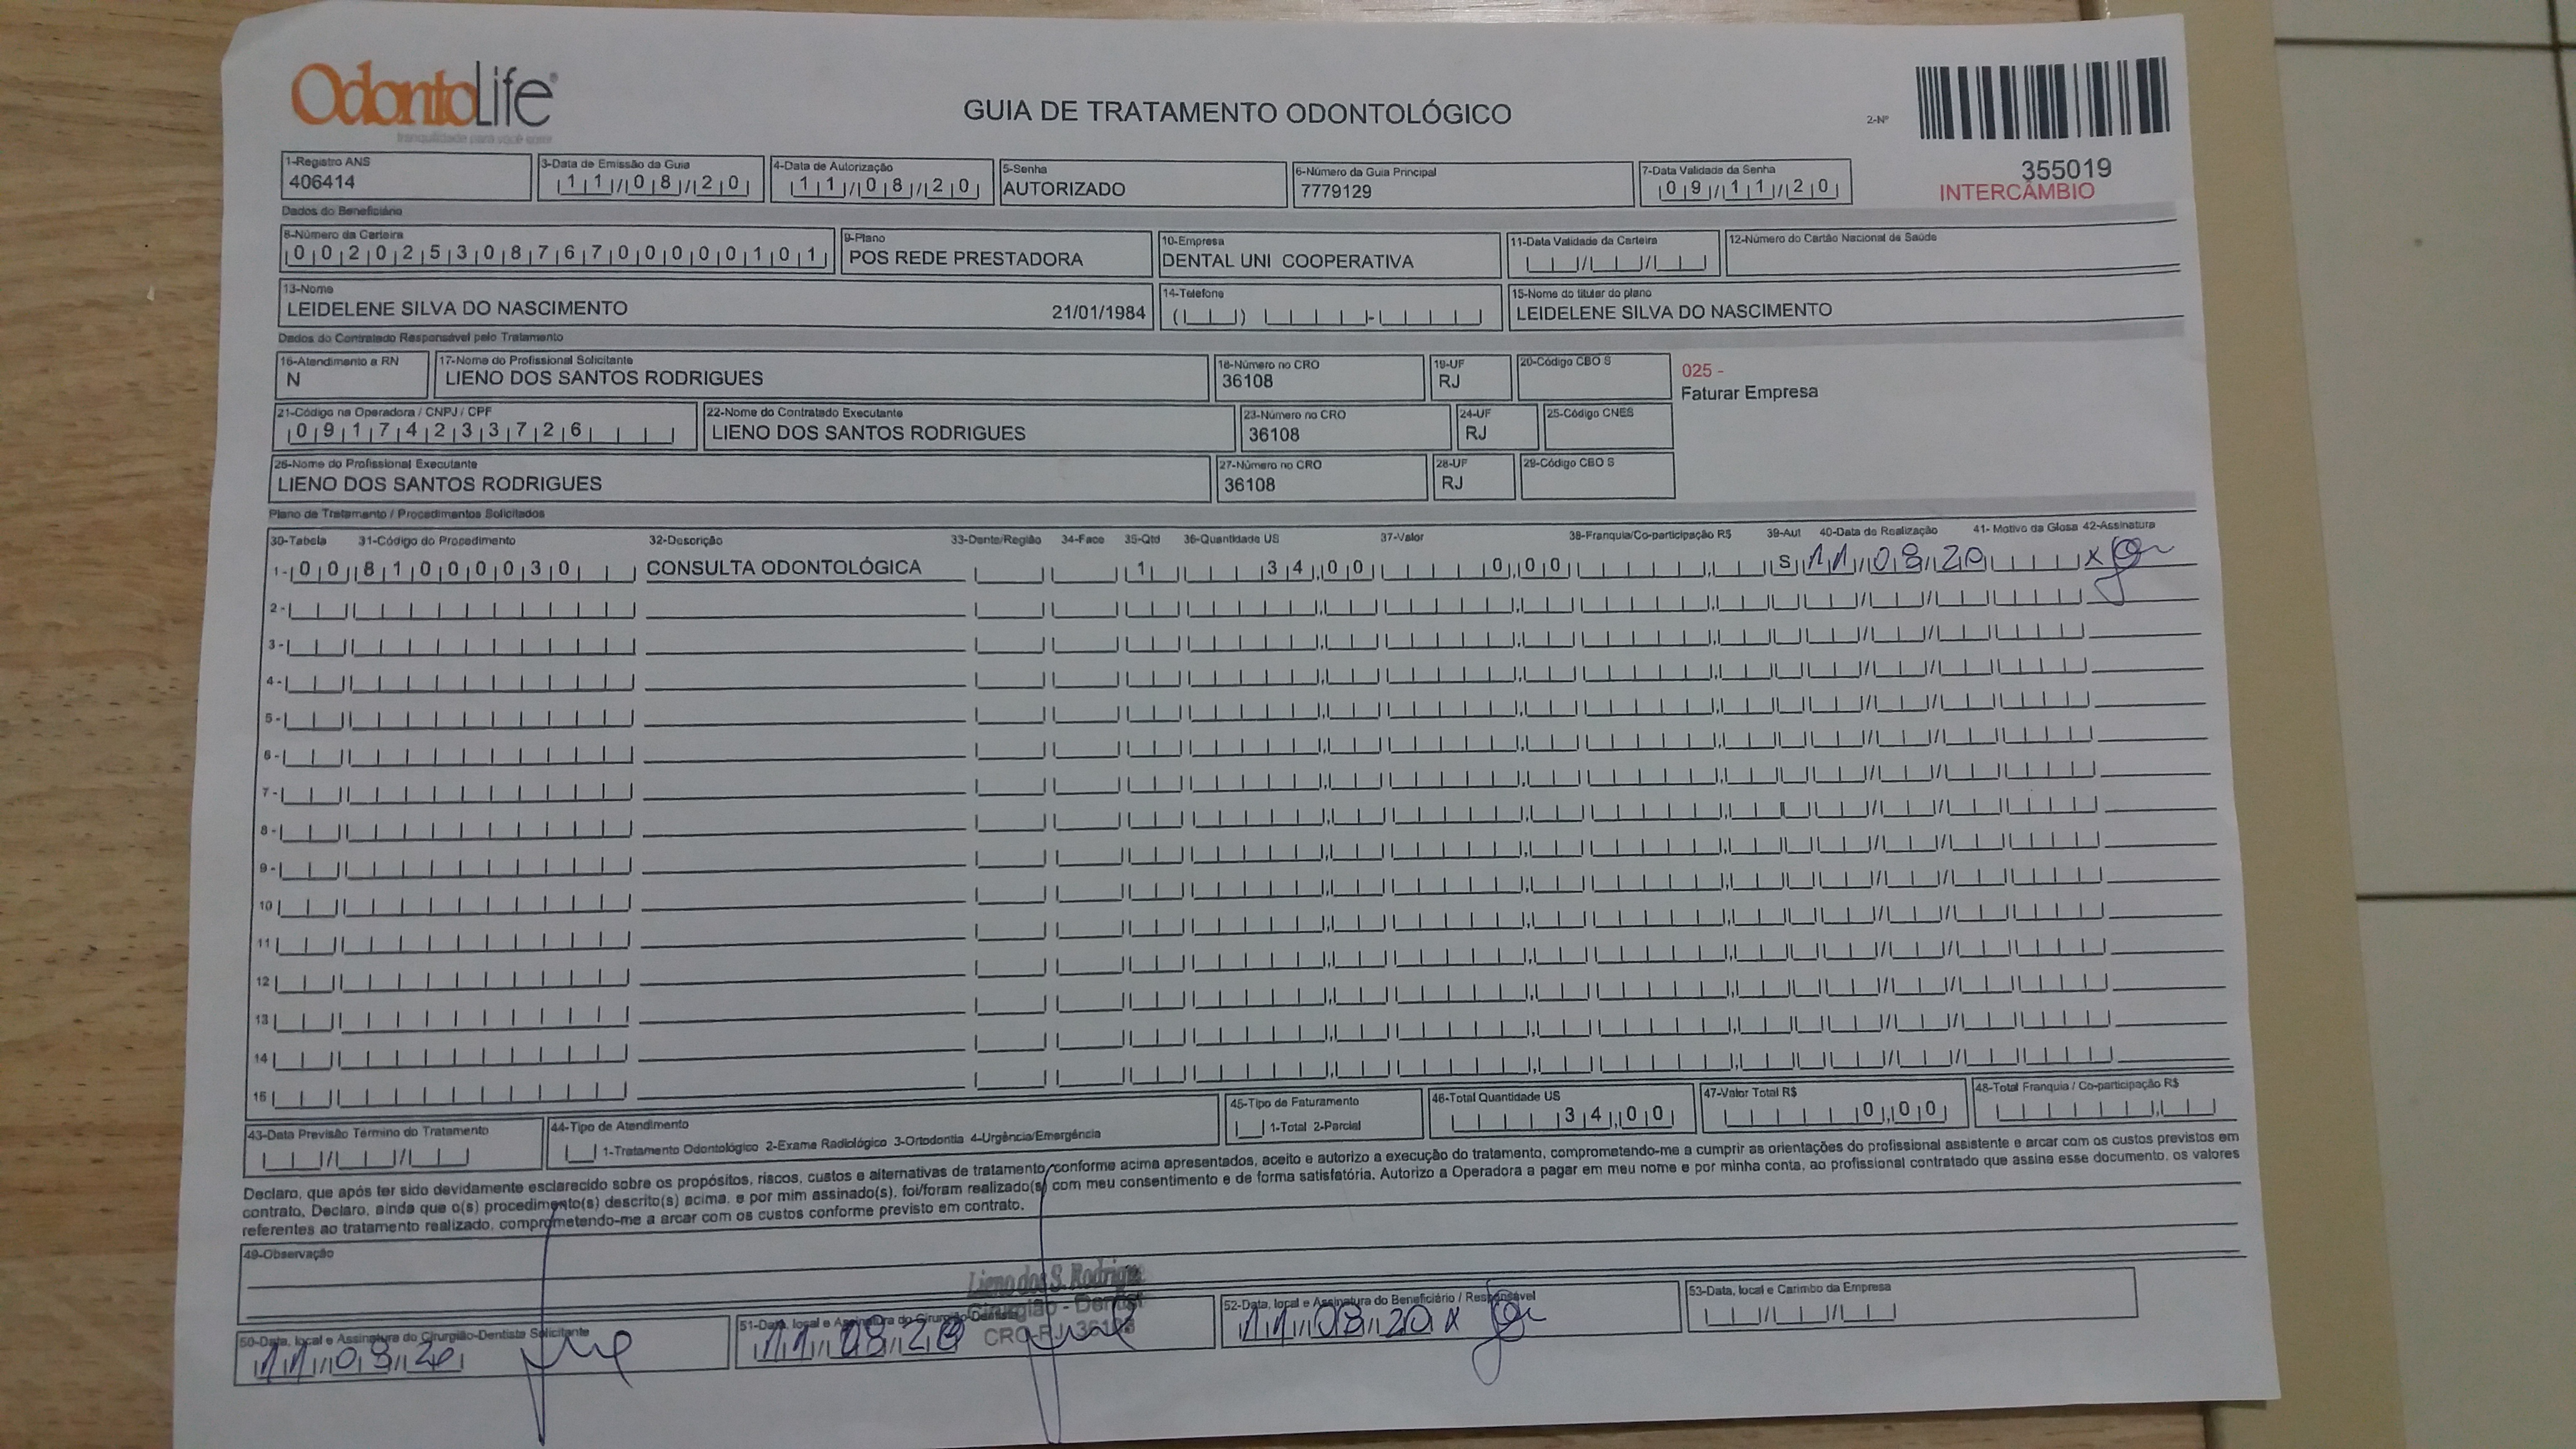 OdontoLife®
tranquilidade para você sorrir
GUIA DE TRATAMENTO ODONTOLÓGICO
2-Nº
355019
INTERCÂMBIO
1-Registro ANS
406414
3-Data de Emissão da Guia
11/08/20
4-Data de Autorização
11/08/20
5-Senha
AUTORIZADO
6-Número da Guia Principal
7779129
7-Data Validade da Senha
09/11/20
Dados do Beneficiário
8-Número da Carteira
00202530876700000101
9-Plano
POS REDE PRESTADORA
10-Empresa
DENTAL UNI COOPERATIVA
11-Data Validade da Carteira
12-Número do Cartão Nacional de Saúde
13-Nome
LEIDELENE SILVA DO NASCIMENTO 21/01/1984
14-Telefone
15-Nome do titular do plano
LEIDELENE SILVA DO NASCIMENTO
Dados do Contratado Responsável pelo Tratamento
16-Atendimento a RN
N
17-Nome do Profissional Solicitante
LIENO DOS SANTOS RODRIGUES
18-Número no CRO
36108
19-UF
RJ
20-Código CBO S
025 -
Faturar Empresa
21-Código na Operadora / CNPJ / CPF
09174233726
22-Nome do Contratado Executante
LIENO DOS SANTOS RODRIGUES
23-Número no CRO
36108
24-UF
RJ
25-Código CNES
26-Nome do Profissional Executante
LIENO DOS SANTOS RODRIGUES
27-Número no CRO
36108
28-UF
RJ
29-Código CBO S
Plano de Tratamento / Procedimentos Solicitados
30-Tabela 31-Código do Procedimento 32-Descrição 33-Dente/Região 34-Face 35-Qtd 36-Quantidade US 37-Valor 38-Franquia/Co-participação R$ 39-Aut 40-Data de Realização 41- Motivo da Glosa 42-Assinatura
1- 00 81000030 CONSULTA ODONTOLÓGICA 1 34,00 0,00 S 11 08 20 x
2-
3-
4-
5-
6-
7-
8-
9-
10
11
12
13
14
15
43-Data Previsão Término do Tratamento
44-Tipo de Atendimento
1-Tratamento Odontológico 2-Exame Radiológico 3-Ortodontia 4-Urgência/Emergência
45-Tipo de Faturamento
1-Total 2-Parcial
46-Total Quantidade US
34,00
47-Valor Total R$
0,00
48-Total Franquia / Co-participação R$
Declaro, que após ter sido devidamente esclarecido sobre os propósitos, riscos, custos e alternativas de tratamento, conforme acima apresentados, aceito e autorizo a execução do tratamento, comprometendo-me a cumprir as orientações do profissional assistente e arcar com os custos previstos em
contrato. Declaro, ainda que o(s) procedimento(s) descrito(s) acima, e por mim assinado(s), foi/foram realizado(s) com meu consentimento e de forma satisfatória. Autorizo a Operadora a pagar em meu nome e por minha conta, ao profissional contratado que assina esse documento, os valores
referentes ao tratamento realizado, comprometendo-me a arcar com os custos conforme previsto em contrato.
49-Observação
Lieno dos S. Rodrigue
Cirurgião - Dentist
CRO-RJ 36108
50-Data, local e Assinatura do Cirurgião-Dentista Solicitante
11 08 20
51-Data, local e Assinatura do Cirurgião-Dentista
11 08 20
52-Data, local e Assinatura do Beneficiário / Responsável
11 08 20 x
53-Data, local e Carimbo da Empresa